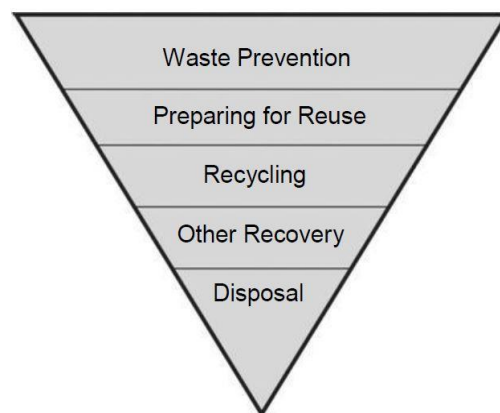 Waste Prevention
Preparing for Reuse
Recycling
Other Recovery
Disposal